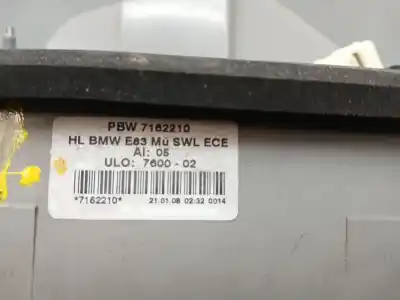 PBW 7162210
HL BMW E63 Mü SWL ECE
AI: 05
ULO: 7600 - 02
*7162210*
21.01.08 02:32 0014